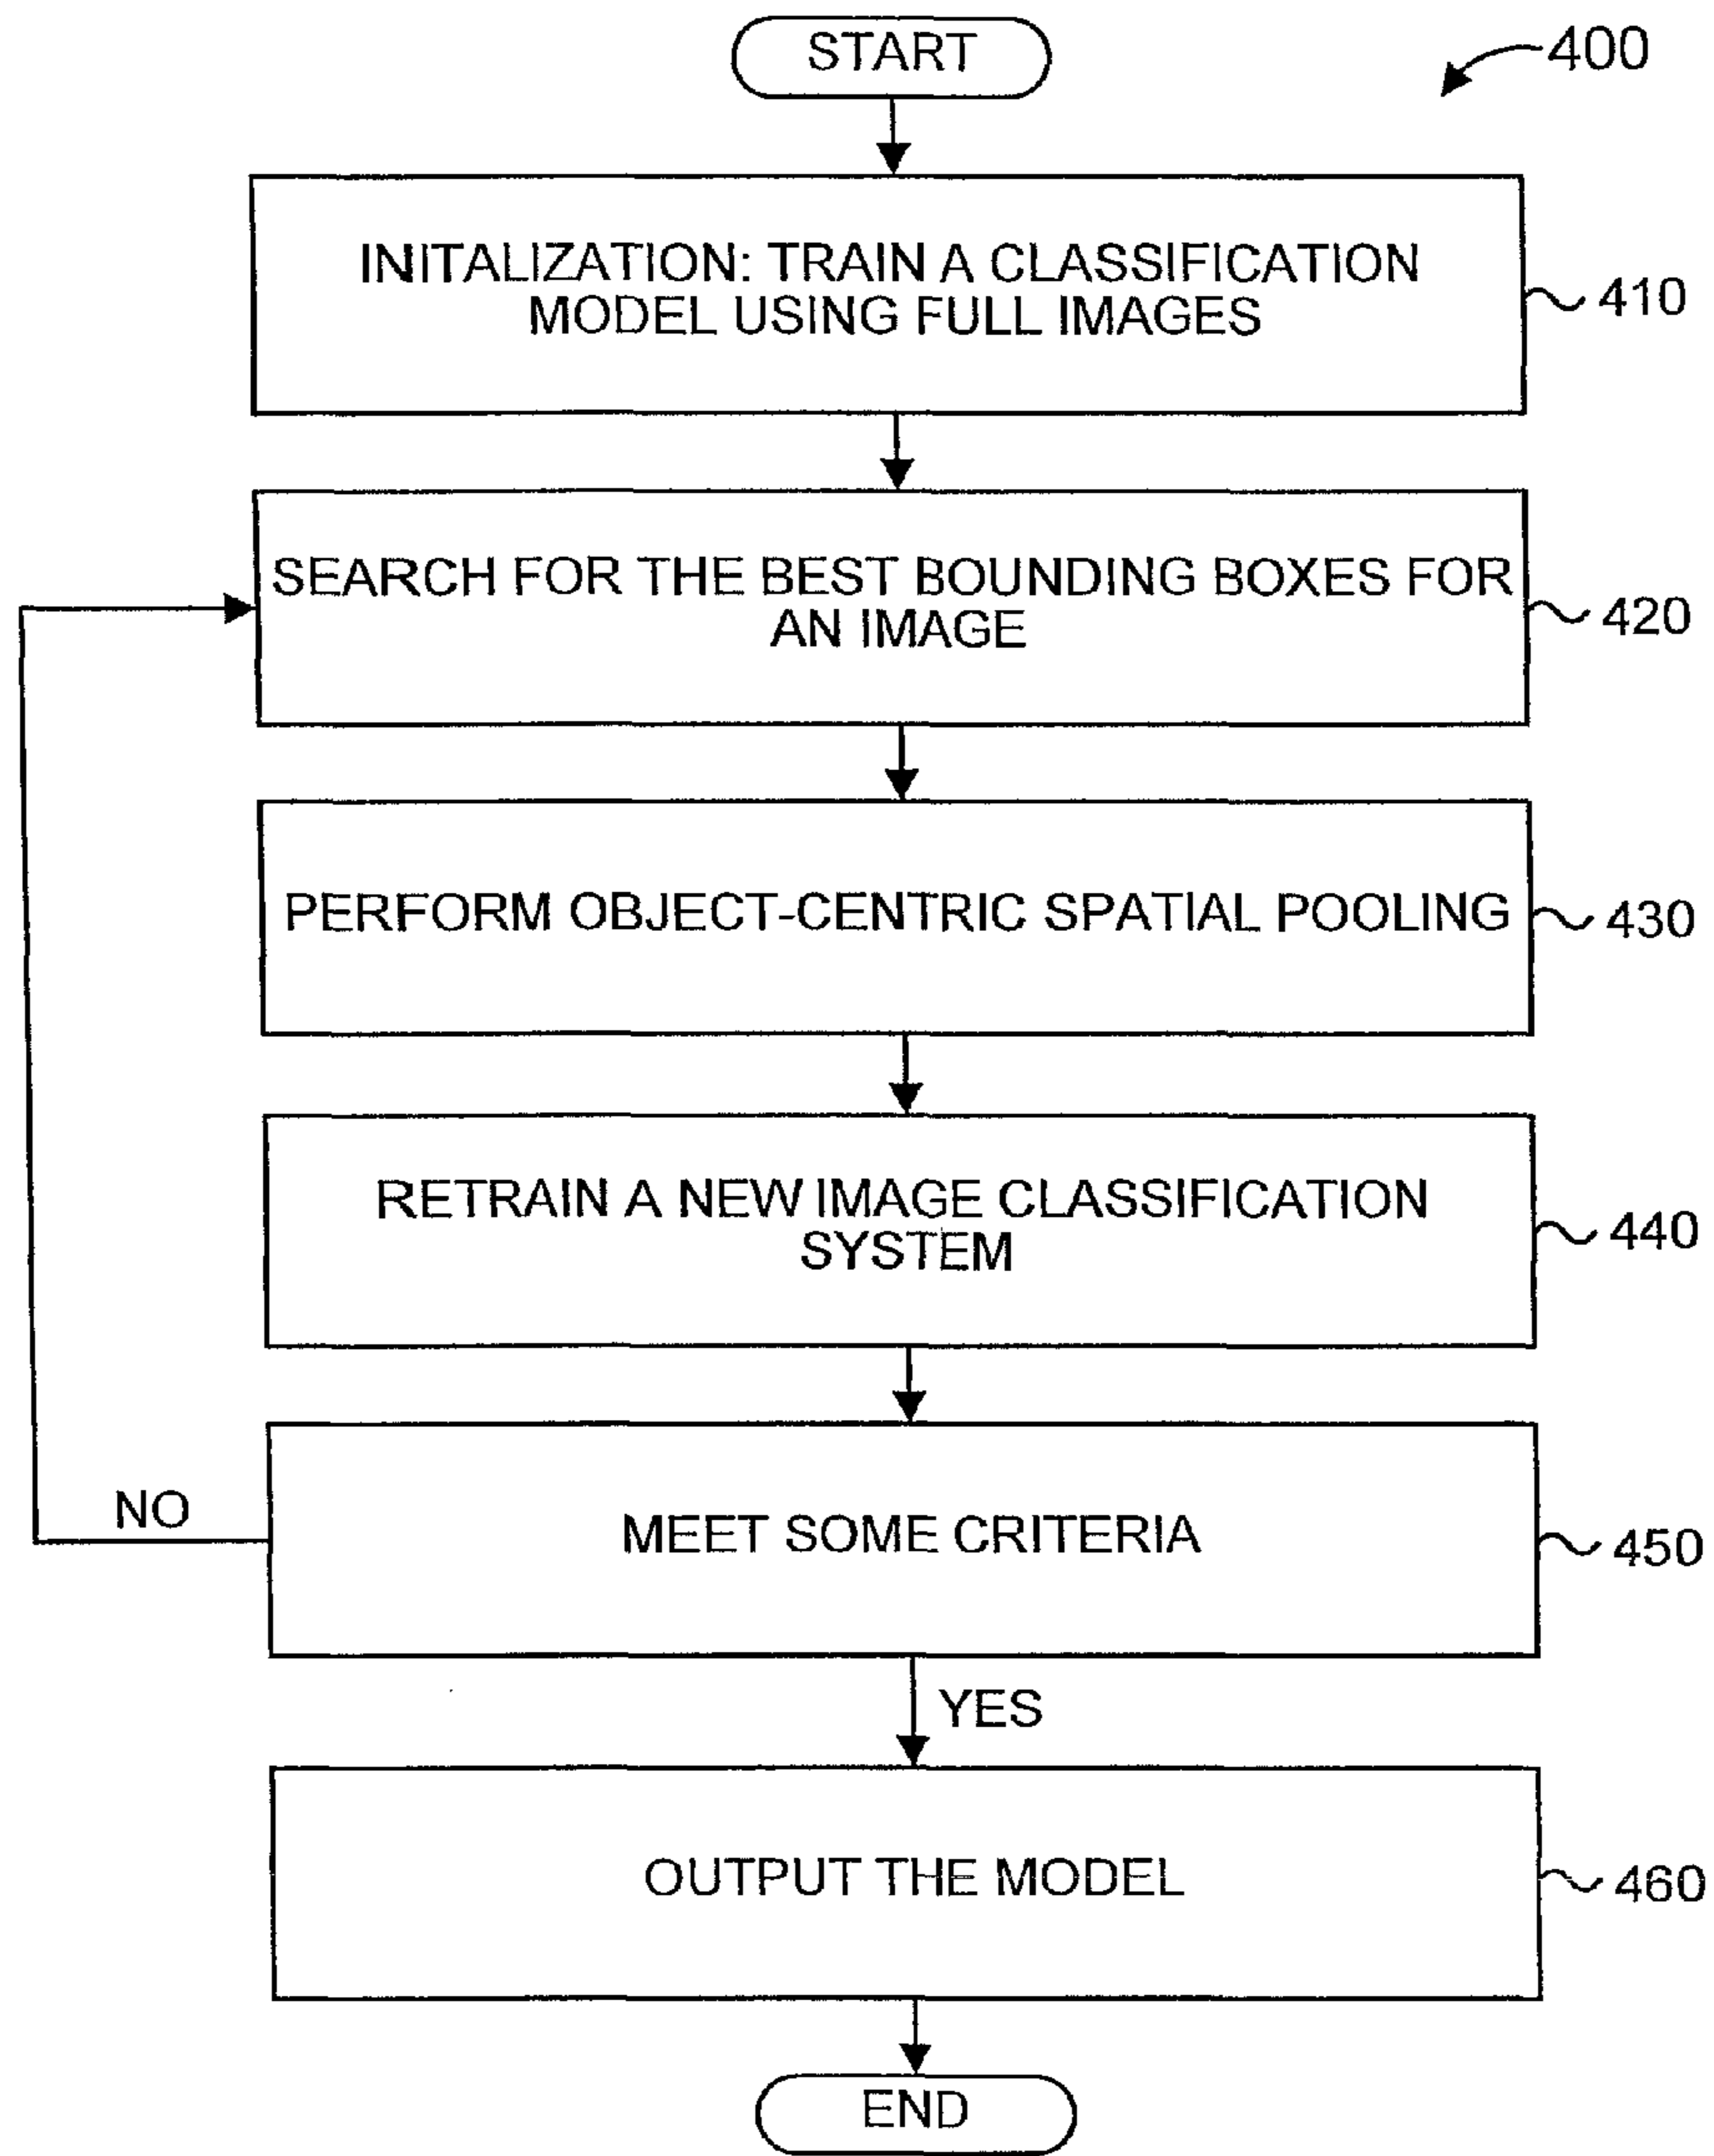 START
400
INITALIZATION: TRAIN A CLASSIFICATION
MODEL USING FULL IMAGES
410
SEARCH FOR THE BEST BOUNDING BOXES FOR
AN IMAGE
420
PERFORM OBJECT-CENTRIC SPATIAL POOLING
430
RETRAIN A NEW IMAGE CLASSIFICATION
SYSTEM
440
NO
MEET SOME CRITERIA
450
YES
OUTPUT THE MODEL
460
END